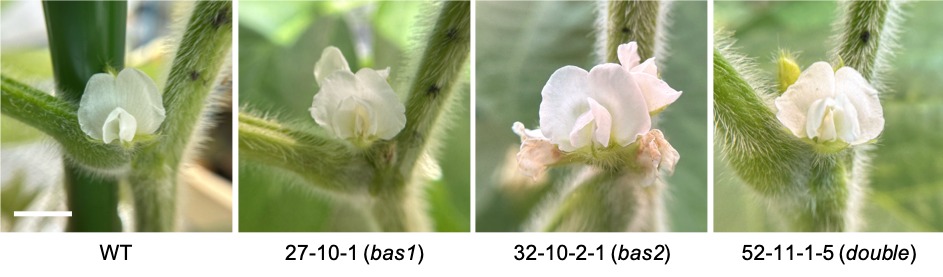 WT
27-10-1 (bas1)
32-10-2-1 (bas2)
52-11-1-5 (double)